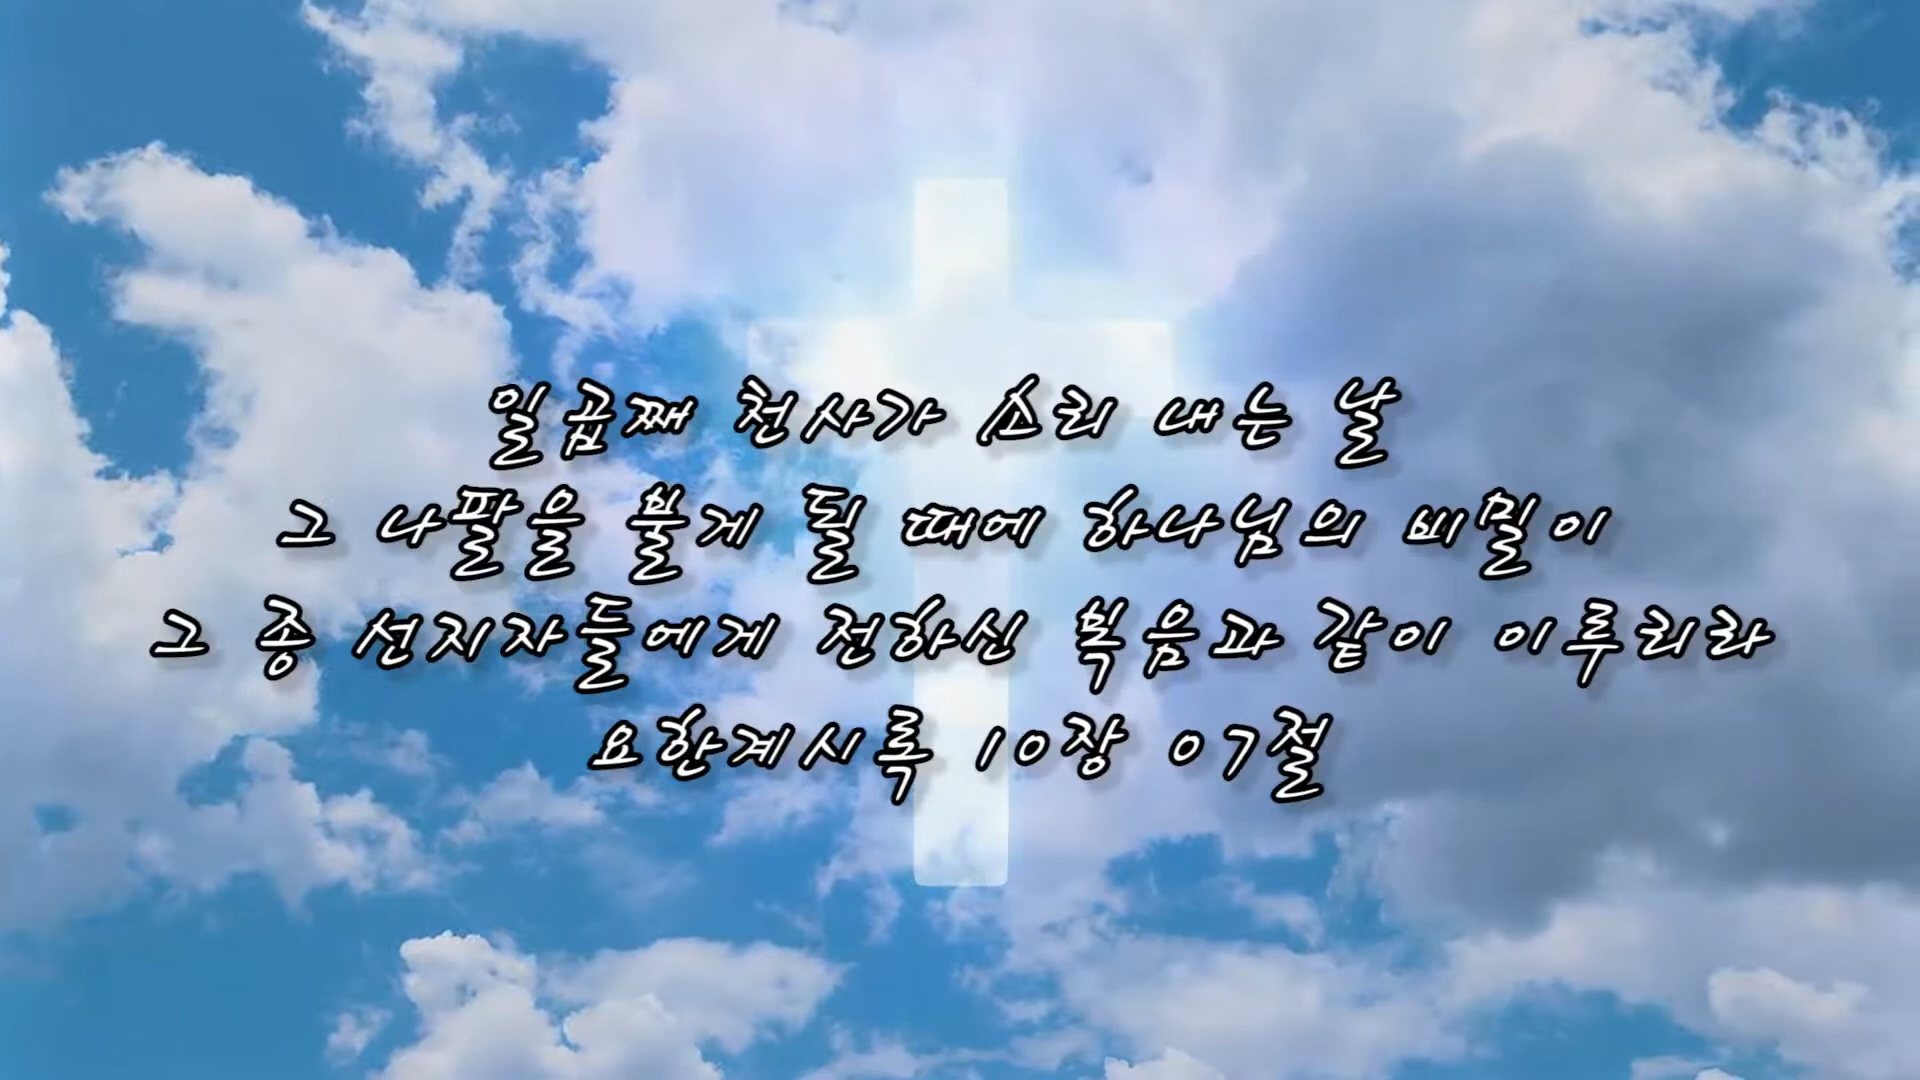 일곱째 천사가 소리 내는 날
그 나팔을 불게 될 때에 하나님의 비밀이
그 종 선지자들에게 전하신 복음과 같이 이루리라
요한계시록 10장 07절